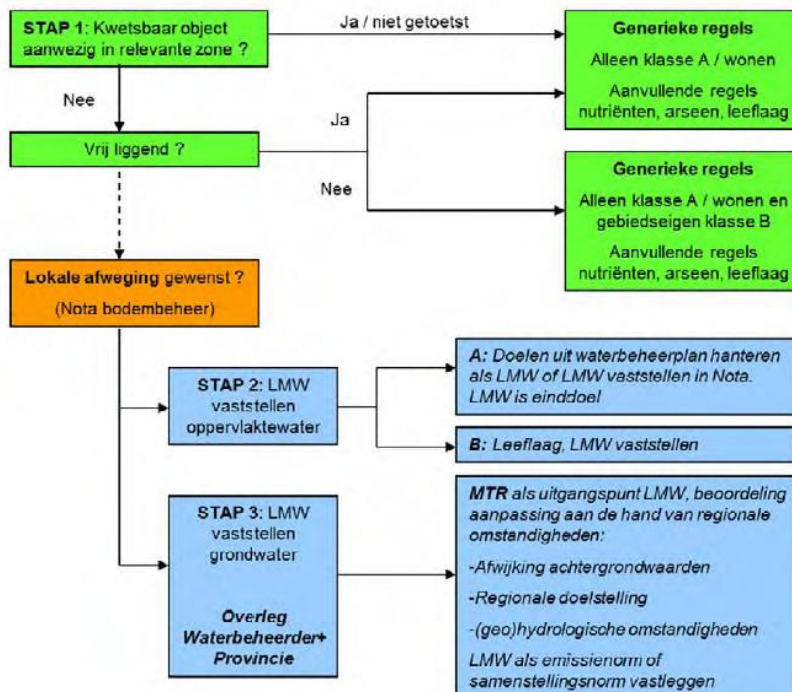 STAP 1: Kwetsbaar object
aanwezig in relevante zone ?
Ja / niet getoetst
Generieke regels
Alleen klasse A / wonen
Aanvullende regels
nutriënten, arseen, leeflaag
Nee
Vrij liggend ?
Ja
Nee
Generieke regels
Alleen klasse A / wonen en
gebiedseigen klasse B
Aanvullende regels
nutriënten, arseen, leeflaag
Lokale afweging gewenst ?
(Nota bodembeheer)
STAP 2: LMW
vaststellen
oppervlaktewater
A: Doelen uit waterbeheerplan hanteren
als LMW of LMW vaststellen in Nota.
LMW is einddoel
B: Leeflaag, LMW vaststellen
STAP 3: LMW
vaststellen
grondwater
Overleg
Waterbeheerder+
Provincie
MTR als uitgangspunt LMW, beoordeling
aanpassing aan de hand van regionale
omstandigheden:
-Afwijking achtergrondwaarden
-Regionale doelstelling
-(geo)hydrologische omstandigheden
LMW als emissienorm of
samenstellingsnorm vastleggen